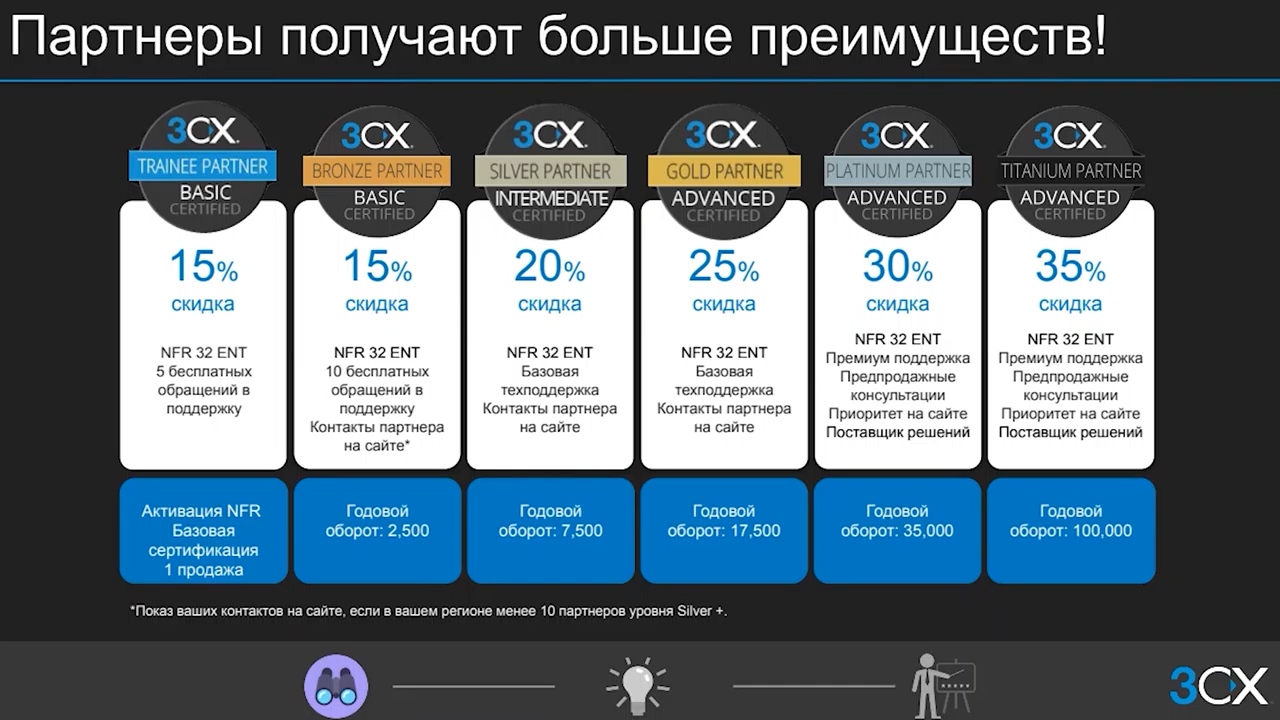 Партнеры получают больше преимуществ!
3CX
TRAINEE PARTNER
BASIC
CERTIFIED
15%
скидка
NFR 32 ENT
5 бесплатных
обращений в
поддержку
Активация NFR
Базовая
сертификация
1 продажа
3CX
BRONZE PARTNER
BASIC
CERTIFIED
15%
скидка
NFR 32 ENT
10 бесплатных
обращений в
поддержку
Контакты партнера
на сайте*
Годовой
оборот: 2,500
3CX
SILVER PARTNER
INTERMEDIATE
CERTIFIED
20%
скидка
NFR 32 ENT
Базовая
техподдержка
Контакты партнера
на сайте
Годовой
оборот: 7,500
3CX
GOLD PARTNER
ADVANCED
CERTIFIED
25%
скидка
NFR 32 ENT
Базовая
техподдержка
Контакты партнера
на сайте
Годовой
оборот: 17,500
3CX
PLATINUM PARTNER
ADVANCED
CERTIFIED
30%
скидка
NFR 32 ENT
Премиум поддержка
Предпродажные
консультации
Приоритет на сайте
Поставщик решений
Годовой
оборот: 35,000
3CX
TITANIUM PARTNER
ADVANCED
CERTIFIED
35%
скидка
NFR 32 ENT
Премиум поддержка
Предпродажные
консультации
Приоритет на сайте
Поставщик решений
Годовой
оборот: 100,000
*Показ ваших контактов на сайте, если в вашем регионе менее 10 партнеров уровня Silver +.
3CX